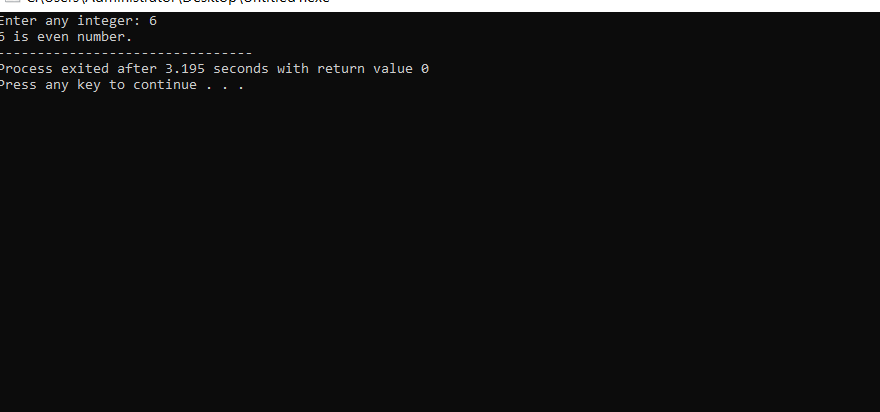 Enter any integer: 6
6 is even number.
--------------------------------
Process exited after 3.195 seconds with return value 0
Press any key to continue . . .